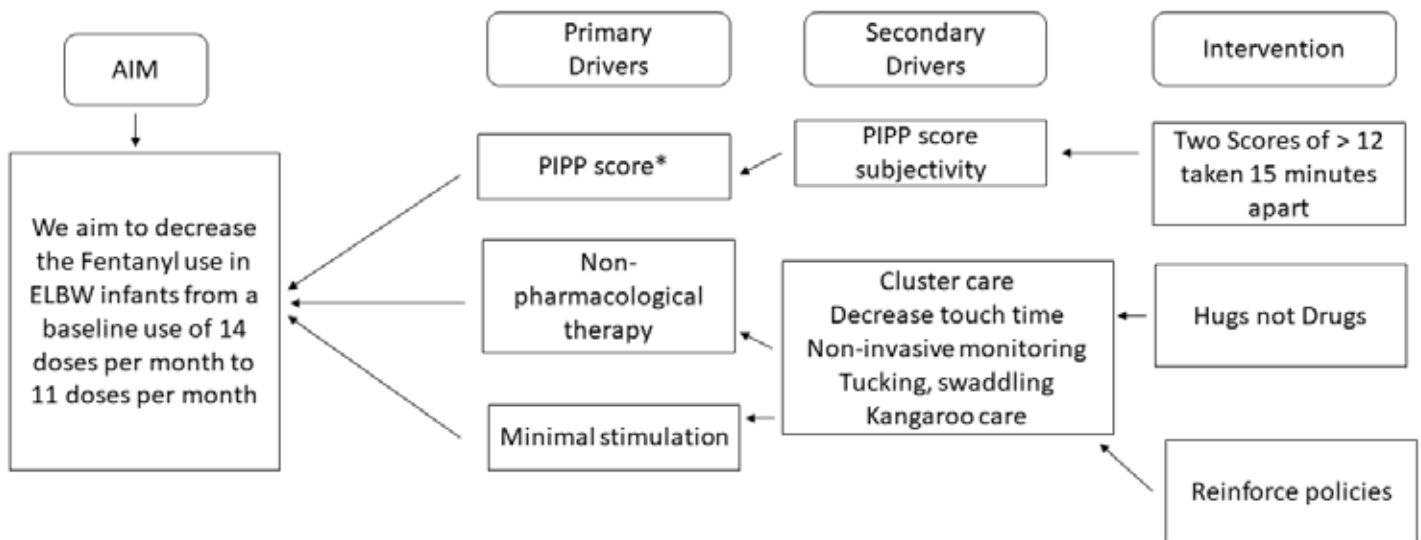 AIM
We aim to decrease
the Fentanyl use in
ELBW infants from a
baseline use of 14
doses per month to
11 doses per month
Primary
Drivers
PIPP score*
Non-
pharmacological
therapy
Minimal stimulation
Secondary
Drivers
PIPP score
subjectivity
Cluster care
Decrease touch time
Non-invasive monitoring
Tucking, swaddling
Kangaroo care
Intervention
Two Scores of > 12
taken 15 minutes
apart
Hugs not Drugs
Reinforce policies